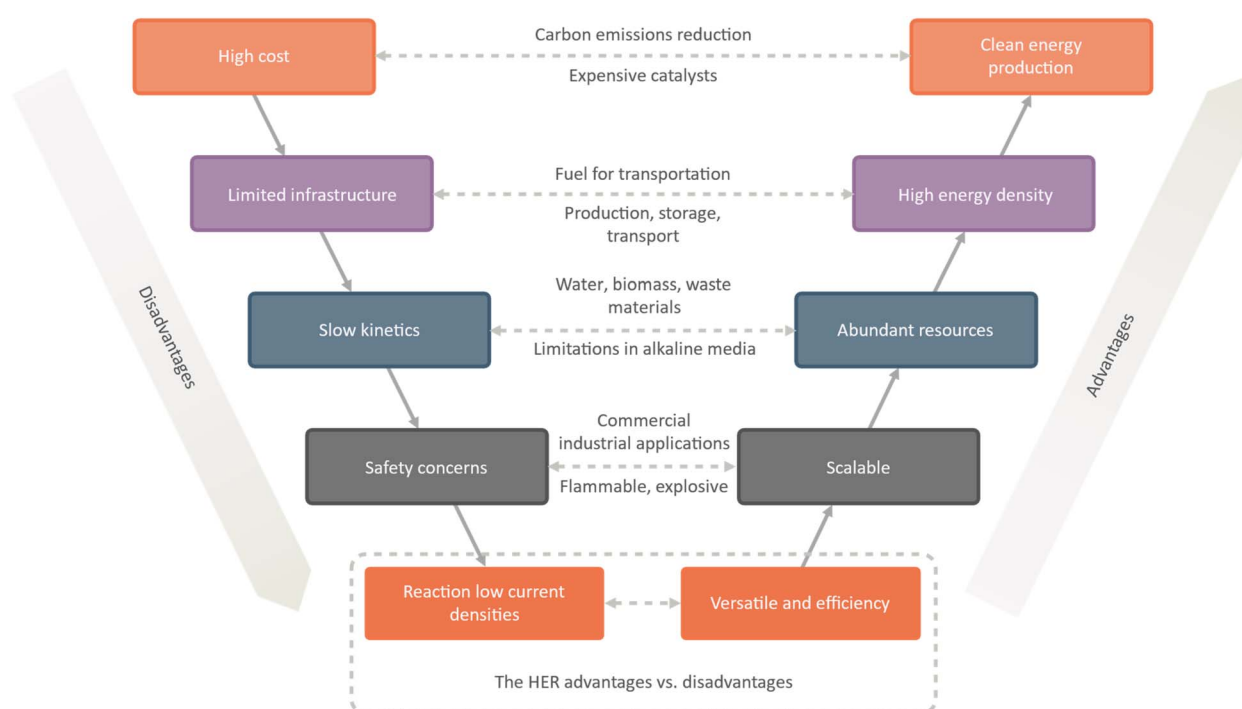 High cost
Carbon emissions reduction
Expensive catalysts
Clean energy
production
Limited infrastructure
Fuel for transportation
Production, storage,
transport
High energy density
Disadvantages
Slow kinetics
Water, biomass, waste
materials
Limitations in alkaline media
Abundant resources
Advantages
Safety concerns
Commercial
industrial applications
Flammable, explosive
Scalable
Reaction low current
densities
Versatile and efficiency
The HER advantages vs. disadvantages